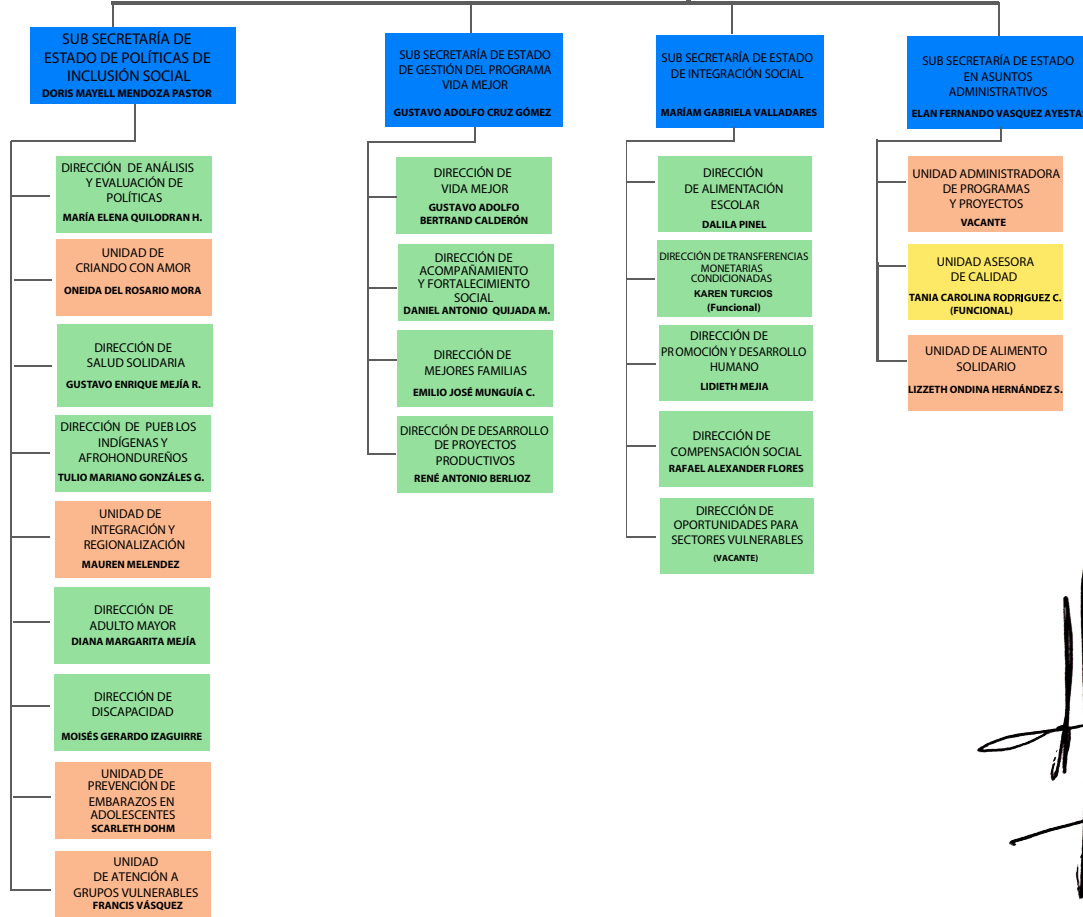 SUB SECRETARÍA DE
ESTADO DE POLÍTICAS DE
INCLUSIÓN SOCIAL
DORIS MAYELL MENDOZA PASTOR
DIRECCIÓN DE ANÁLISIS
Y EVALUACIÓN DE
POLÍTICAS
MARÍA ELENA QUILODRAN H.
UNIDAD DE
CRIANDO CON AMOR
ONEIDA DEL ROSARIO MORA
DIRECCIÓN DE
SALUD SOLIDARIA
GUSTAVO ENRIQUE MEJÍA R.
DIRECCIÓN DE PUEBLOS
INDÍGENAS Y
AFROHONDUREÑOS
TULIO MARIANO GONZÁLES G.
UNIDAD DE
INTEGRACIÓN Y
REGIONALIZACIÓN
MAUREN MELENDEZ
DIRECCIÓN DE
ADULTO MAYOR
DIANA MARGARITA MEJÍA
DIRECCIÓN DE
DISCAPACIDAD
MOISÉS GERARDO IZAGUIRRE
UNIDAD DE
PREVENCIÓN DE
EMBARAZOS EN
ADOLESCENTES
SCARLETH DOHM
UNIDAD
DE ATENCIÓN A
GRUPOS VULNERABLES
FRANCIS VÁSQUEZ
SUB SECRETARÍA DE ESTADO
DE GESTIÓN DEL PROGRAMA
VIDA MEJOR
GUSTAVO ADOLFO CRUZ GÓMEZ
DIRECCIÓN DE
VIDA MEJOR
GUSTAVO ADOLFO
BERTRAND CALDERÓN
DIRECCIÓN DE
ACOMPAÑAMIENTO
Y FORTALECIMIENTO
SOCIAL
DANIEL ANTONIO QUIJADA M.
DIRECCIÓN DE
MEJORES FAMILIAS
EMILIO JOSÉ MUNGUÍA C.
DIRECCIÓN DE DESARROLLO
DE PROYECTOS
PRODUCTIVOS
RENÉ ANTONIO BERLIOZ
SUB SECRETARÍA DE ESTADO
DE INTEGRACIÓN SOCIAL
MARÍAM GABRIELA VALLADARES
DIRECCIÓN
DE ALIMENTACIÓN
ESCOLAR
DALILA PINEL
DIRECCIÓN DE TRANSFERENCIAS
MONETARIAS
CONDICIONADAS
KAREN TURCIOS
(Funcional)
DIRECCIÓN DE
PROMOCIÓN Y DESARROLLO
HUMANO
LIDIETH MEJIA
DIRECCIÓN DE
COMPENSACIÓN SOCIAL
RAFAEL ALEXANDER FLORES
DIRECCIÓN DE
OPORTUNIDADES PARA
SECTORES VULNERABLES
(VACANTE)
SUB SECRETARÍA DE ESTADO
EN ASUNTOS
ADMINISTRATIVOS
ELAN FERNANDO VASQUEZ AYESTAS
UNIDAD ADMINISTRADORA
DE PROGRAMAS
Y PROYECTOS
VACANTE
UNIDAD ASESORA
DE CALIDAD
TANIA CAROLINA RODRIGUEZ C.
(FUNCIONAL)
UNIDAD DE ALIMENTO
SOLIDARIO
LIZZETH ONDINA HERNÁNDEZ S.